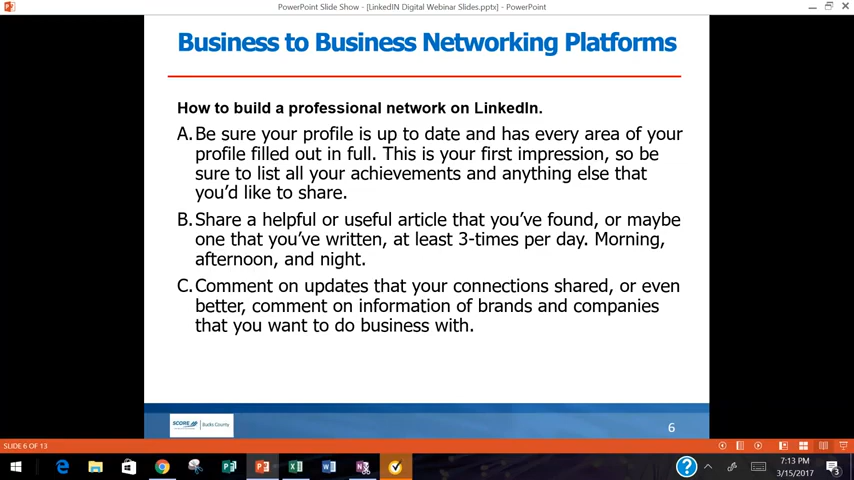 PowerPoint Slide Show - [LinkedIN Digital Webinar Slides.pptx] - PowerPoint
Business to Business Networking Platforms
How to build a professional network on LinkedIn.
A. Be sure your profile is up to date and has every area of your
profile filled out in full. This is your first impression, so be
sure to list all your achievements and anything else that
you'd like to share.
B. Share a helpful or useful article that you've found, or maybe
one that you've written, at least 3-times per day. Morning,
afternoon, and night.
C. Comment on updates that your connections shared, or even
better, comment on information of brands and companies
that you want to do business with.
SCORE
Bucks County
6
SLIDE 6 OF 13
7:13 PM
3/15/2017
3